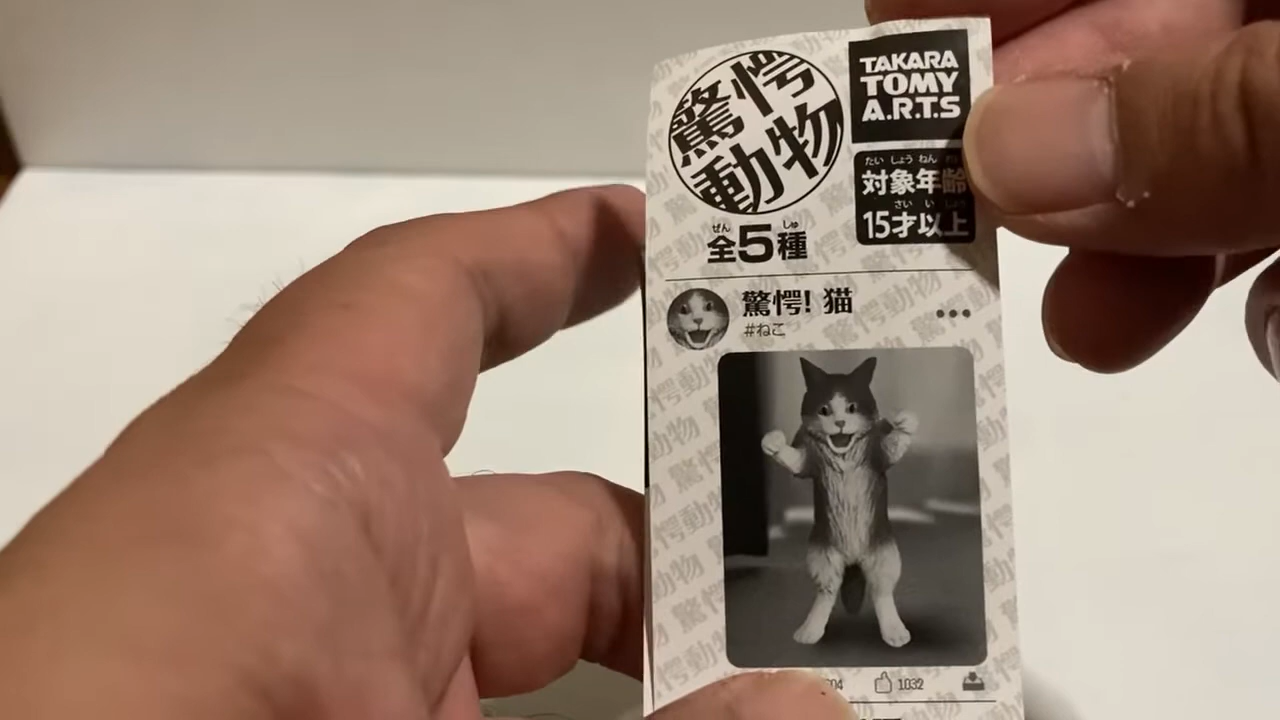 驚愕
動物
TAKARA
TOMY
A.R.T.S
たい しょう ねん
対象年齢
さい い じょう
15才以上
ぜん しゅ
全5種
驚愕! 猫
#ねこ
1032